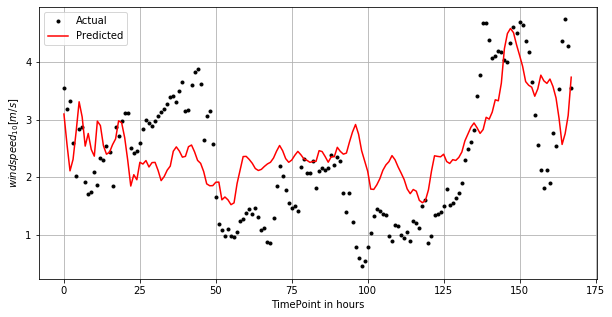 Actual
Predicted
4
3
2
1
windspeed₁₀[m/s]
0 25 50 75 100 125 150 175
TimePoint in hours